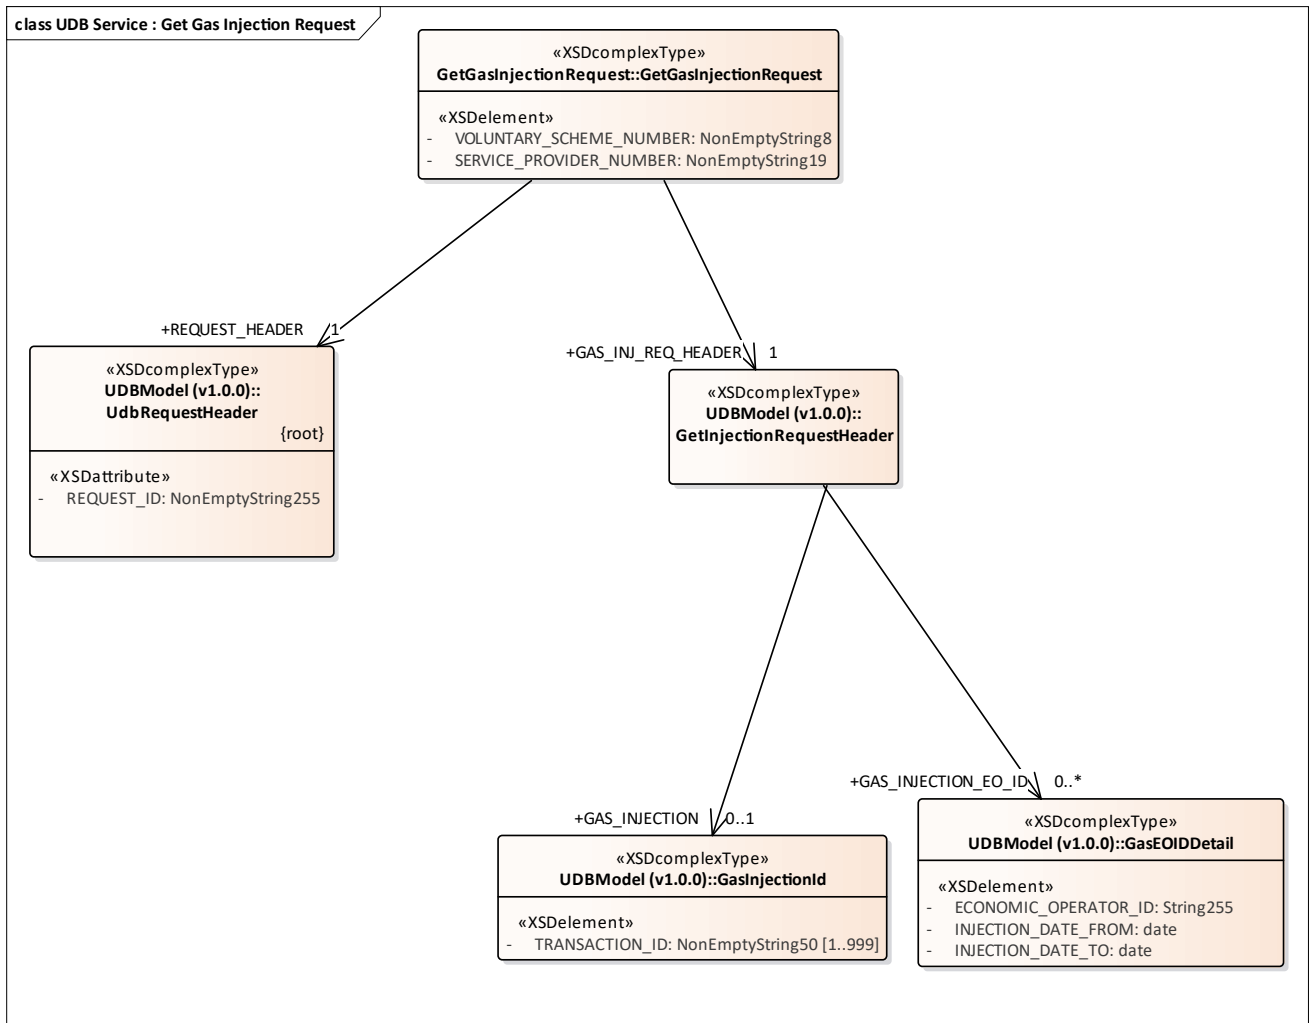 class UDB Service : Get Gas Injection Request
«XSDcomplexType»
GetGasInjectionRequest::GetGasInjectionRequest
«XSDelement»
- VOLUNTARY_SCHEME_NUMBER: NonEmptyString8
- SERVICE_PROVIDER_NUMBER: NonEmptyString19
+REQUEST_HEADER 1
«XSDcomplexType»
UDBModel (v1.0.0)::
UdbRequestHeader
{root}
«XSDattribute»
- REQUEST_ID: NonEmptyString255
+GAS_INJ_REQ_HEADER 1
«XSDcomplexType»
UDBModel (v1.0.0)::
GetInjectionRequestHeader
+GAS_INJECTION 0..1
«XSDcomplexType»
UDBModel (v1.0.0)::GasInjectionId
«XSDelement»
- TRANSACTION_ID: NonEmptyString50 [1..999]
+GAS_INJECTION_EO_ID 0..*
«XSDcomplexType»
UDBModel (v1.0.0)::GasEOIDDetail
«XSDelement»
- ECONOMIC_OPERATOR_ID: String255
- INJECTION_DATE_FROM: date
- INJECTION_DATE_TO: date